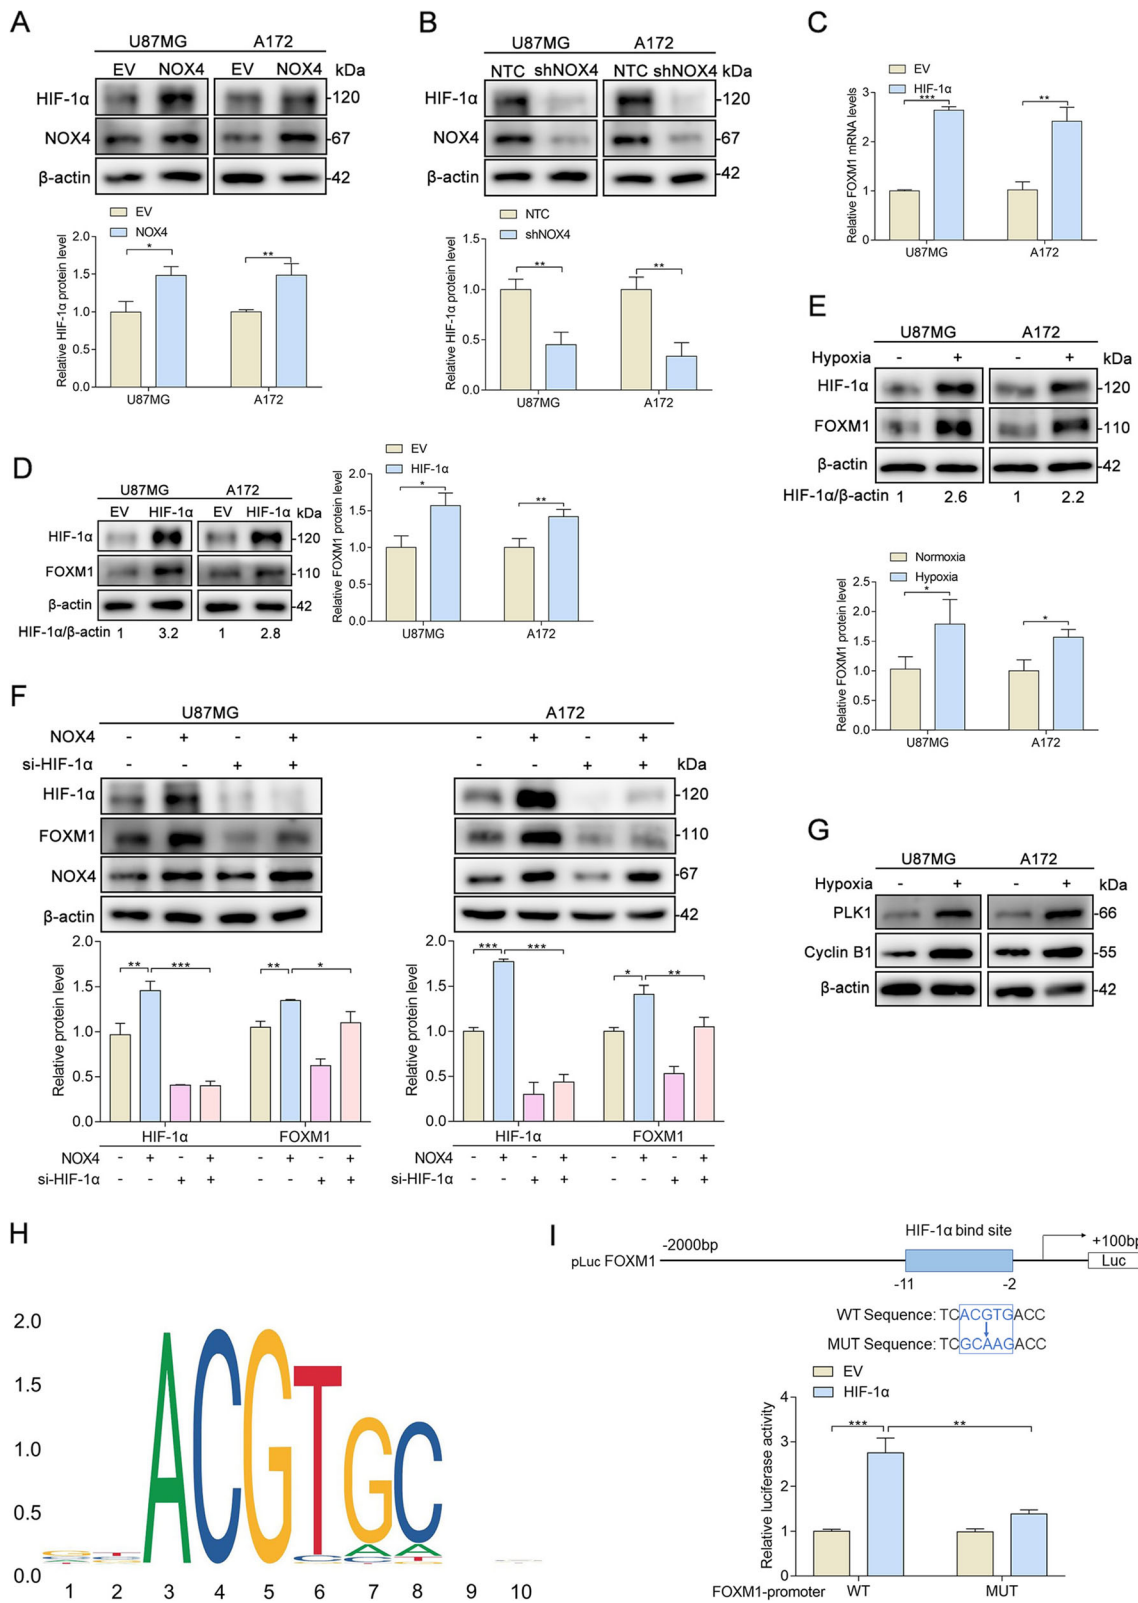 A
U87MG A172
EV NOX4 EV NOX4 kDa
HIF-1α -120
NOX4 -67
β-actin -42
EV
NOX4
Relative HIF-1α protein level
2.0
1.5
1.0
0.5
0.0
U87MG A172
B
U87MG A172
NTC shNOX4 NTC shNOX4 kDa
HIF-1α -120
NOX4 -67
β-actin -42
NTC
shNOX4
Relative HIF-1α protein level
1.5
1.0
0.5
0.0
** **
U87MG A172
* **
C
EV
HIF-1α
Relative FOXM1 mRNA levels
3
2
1
0
*** **
U87MG A172
D
U87MG A172
EV HIF-1α EV HIF-1α kDa
HIF-1α -120
FOXM1 -110
β-actin -42
HIF-1α/β-actin 1 3.2 1 2.8
EV
HIF-1α
Relative FOXM1 protein level
2.0
1.5
1.0
0.5
0.0
* **
U87MG A172
E
U87MG A172
Hypoxia - + - + kDa
HIF-1α -120
FOXM1 -110
β-actin -42
HIF-1α/β-actin 1 2.6 1 2.2
Normoxia
Hypoxia
Relative FOXM1 protein level
2.5
2.0
1.5
1.0
0.5
0.0
* *
U87MG A172
F
U87MG A172
NOX4 - + - + - + - +
si-HIF-1α - - + + - - + + kDa
HIF-1α -120
FOXM1 -110
NOX4 -67
β-actin -42
Relative protein level
2.0
1.5
1.0
0.5
0.0
** *** ** *
HIF-1α FOXM1
NOX4 - + - + - + - +
si-HIF-1α - - + + - - + +
Relative protein level
2.0
1.5
1.0
0.5
0.0
*** *** * **
HIF-1α FOXM1
NOX4 - + - + - + - +
si-HIF-1α - - + + - - + +
G
U87MG A172
Hypoxia - + - + kDa
PLK1 -66
Cyclin B1 -55
β-actin -42
H
2.0
1.5
1.0
0.5
0.0
ACGTGC
1 2 3 4 5 6 7 8 9 10
I
HIF-1α bind site
pLuc FOXM1 -2000bp +100bp
Luc
-11 -2
WT Sequence: TCACGTGACC
MUT Sequence: TCGCAAGACC
EV
HIF-1α
Relative luciferase activity
4
3
2
1
0
*** **
FOXM1-promoter WT MUT